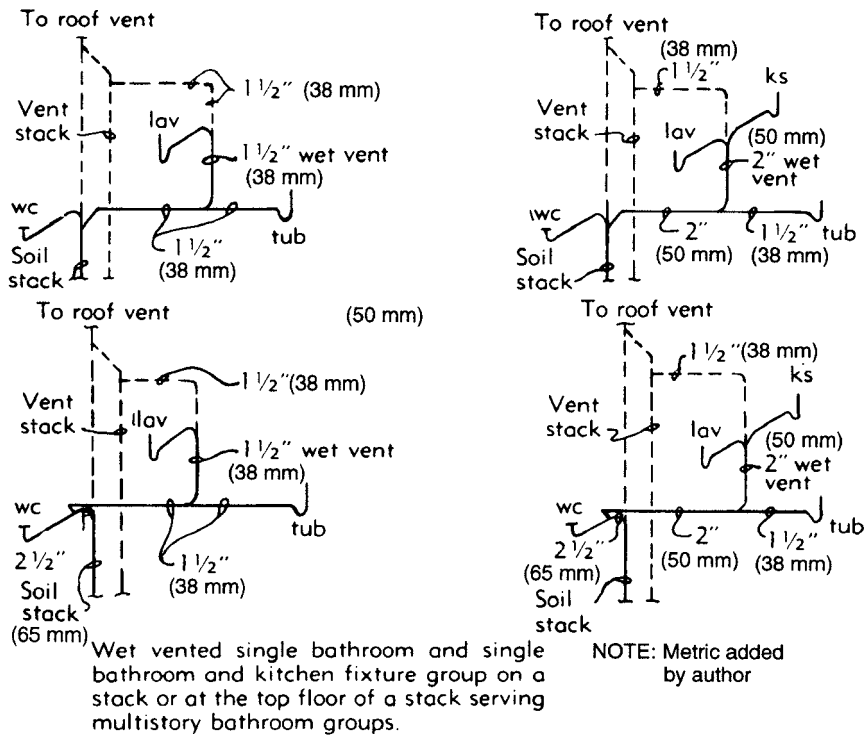 To roof vent
1 1/2" (38 mm)
Vent
stack
lav
1 1/2" wet vent
(38 mm)
wc
Soil
stack
1 1/2"
(38 mm)
tub
To roof vent
(38 mm)
1 1/2"
ks
Vent
stack
lav
(50 mm)
2" wet
vent
wc
Soil
stack
2"
(50 mm)
1 1/2"
(38 mm)
tub
To roof vent
(50 mm)
1 1/2" (38 mm)
Vent
stack
lav
1 1/2" wet vent
(38 mm)
wc
2 1/2"
Soil
stack
(65 mm)
1 1/2"
(38 mm)
tub
To roof vent
1 1/2" (38 mm)
ks
Vent
stack
lav
(50 mm)
2" wet
vent
wc
2 1/2"
(65 mm)
Soil
stack
2"
(50 mm)
1 1/2"
(38 mm)
tub
Wet vented single bathroom and single
bathroom and kitchen fixture group on a
stack or at the top floor of a stack serving
multistory bathroom groups.
NOTE: Metric added
by author